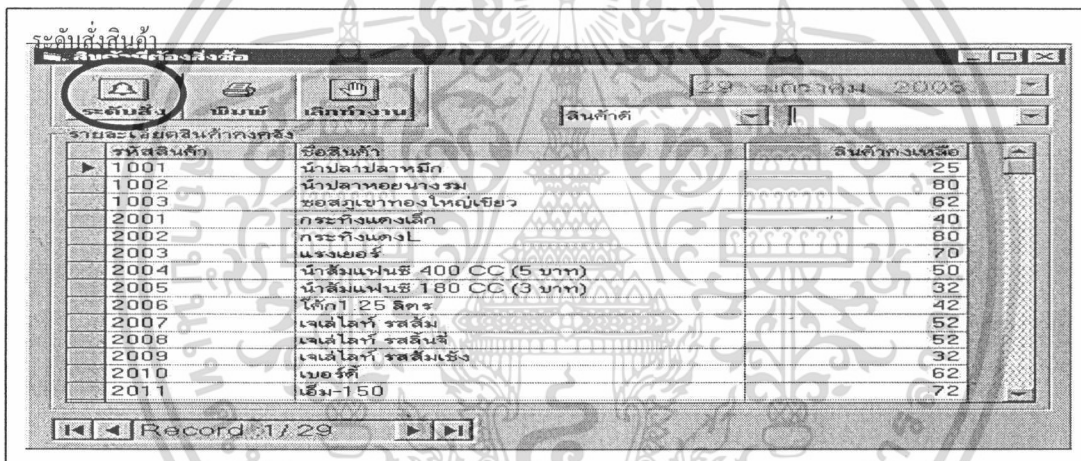 ระดับสั่งสินค้า
สินค้าที่ต้องสั่งซื้อ
ระดับสั่ง พิมพ์ เลิกทำงาน
29 มกราคม 2003
สินค้าดี
รายละเอียดสินค้าคงคลัง
รหัสสินค้า ชื่อสินค้า สินค้าคงเหลือ
1001 น้ำปลาปลาหมึก 25
1002 น้ำปลาหอยนางรม 80
1003 ซอสภูเขาทองใหญ่เขียว 62
2001 กระทิงแดงเล็ก 40
2002 กระทิงแดงL 80
2003 แรงเยอร์ 70
2004 น้ำส้มแฟนซี 400 CC (5 บาท) 50
2005 น้ำส้มแฟนซี 180 CC (3 บาท) 32
2006 โค้ก1.25 ลิตร 42
2007 เจเล่ไลท์ รสส้ม 52
2008 เจเล่ไลท์ รสลิ้นจี่ 52
2009 เจเล่ไลท์ รสส้มเช้ง 32
2010 เบอร์ดี้ 62
2011 เอ็ม-150 72
Record 1/29